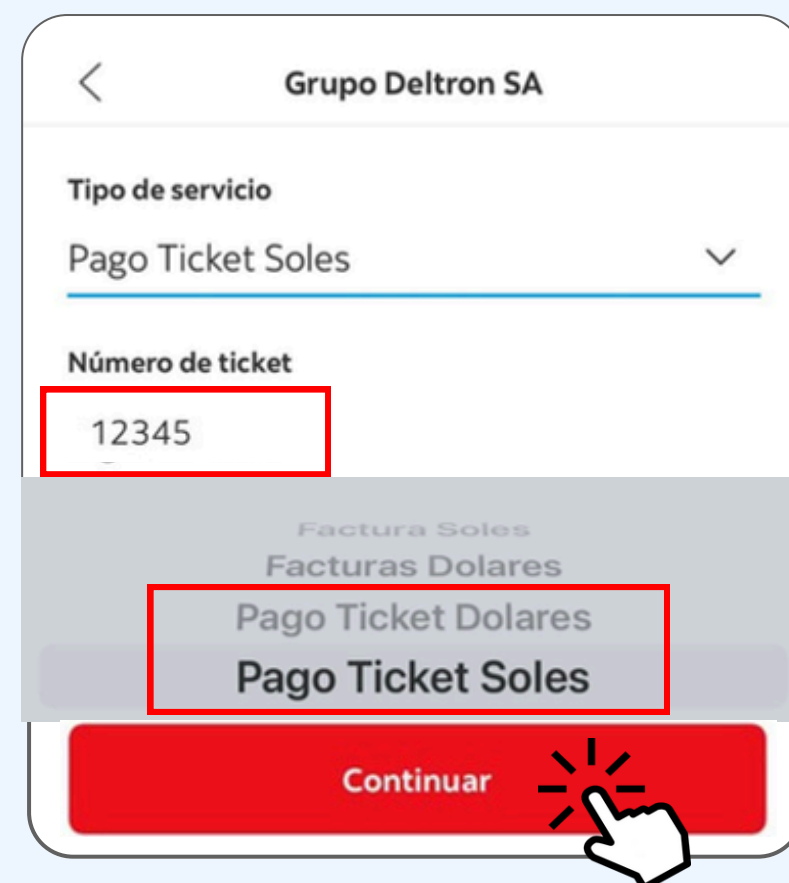 Grupo Deltron SA
Tipo de servicio
Pago Ticket Soles
Número de ticket
12345
Factura Soles
Facturas Dolares
Pago Ticket Dolares
Pago Ticket Soles
Continuar